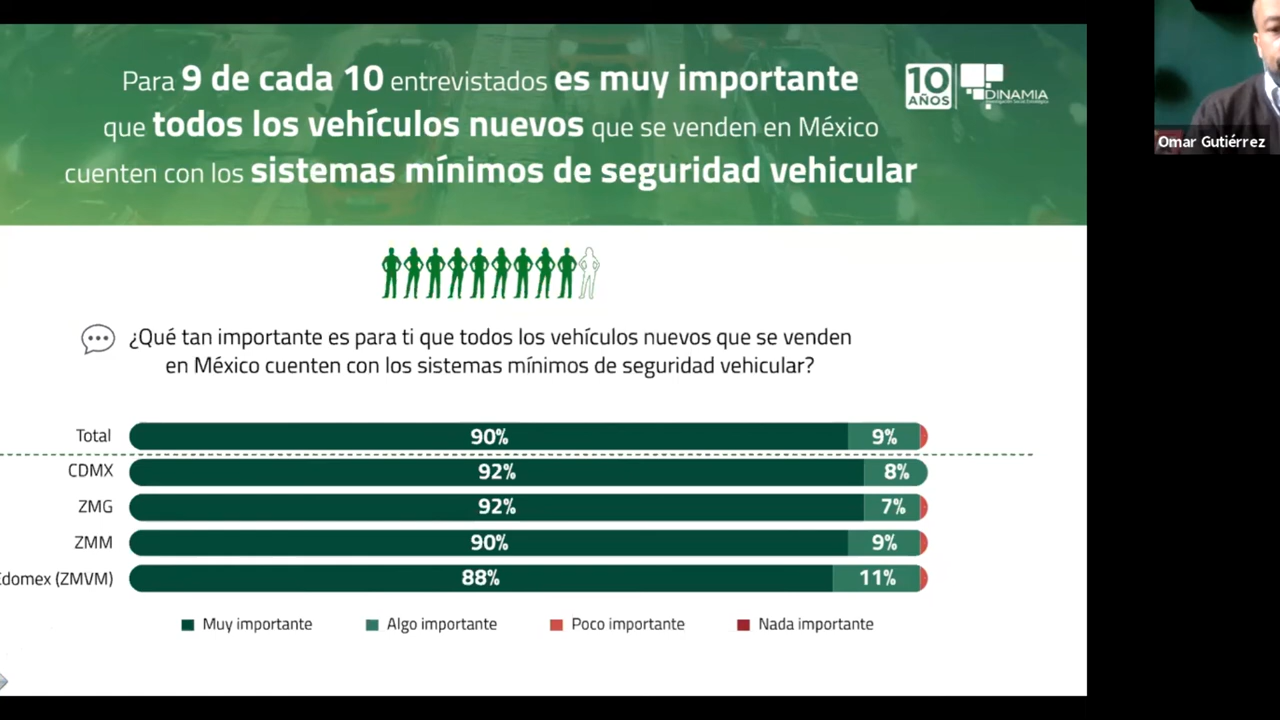 Para 9 de cada 10 entrevistados es muy importante
que todos los vehículos nuevos que se venden en México
cuenten con los sistemas mínimos de seguridad vehicular
10
AÑOS
DINAMIA
Omar Gutiérrez
¿Qué tan importante es para ti que todos los vehículos nuevos que se venden
en México cuenten con los sistemas mínimos de seguridad vehicular?
Total 90% 9%
CDMX 92% 8%
ZMG 92% 7%
ZMM 90% 9%
Edomex (ZMVM) 88% 11%
Muy importante Algo importante Poco importante Nada importante